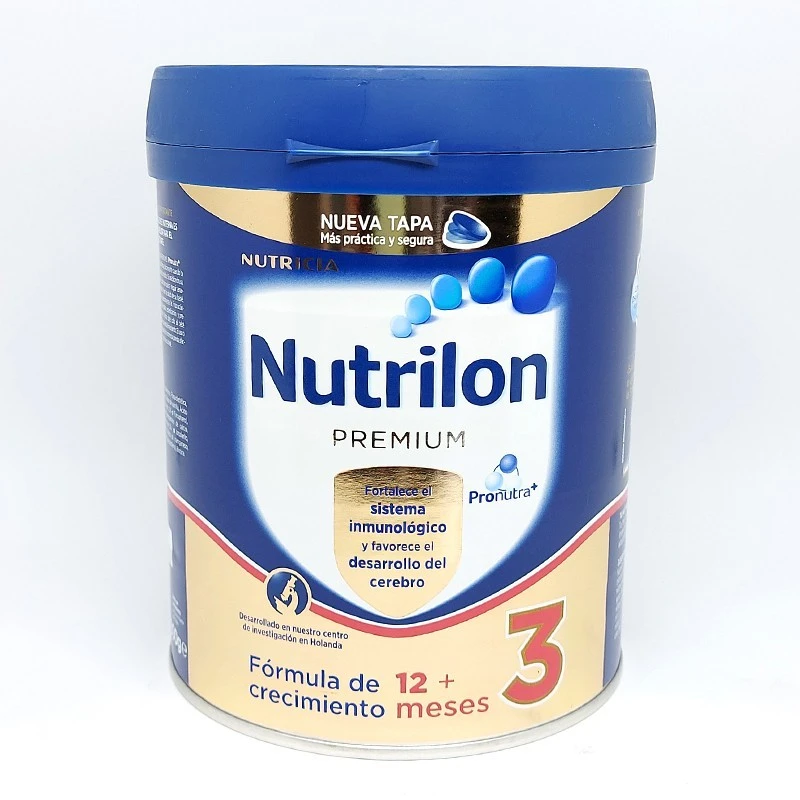 NUEVA TAPA
Más práctica y segura
NUTRICIA
Nutrilon
PREMIUM
Pronutra+
Fortalece el
sistema
inmunológico
y favorece el
desarrollo del
cerebro
Desarrollado en nuestro centro
de investigación en Holanda
Fórmula de
crecimiento
12 +
meses
3